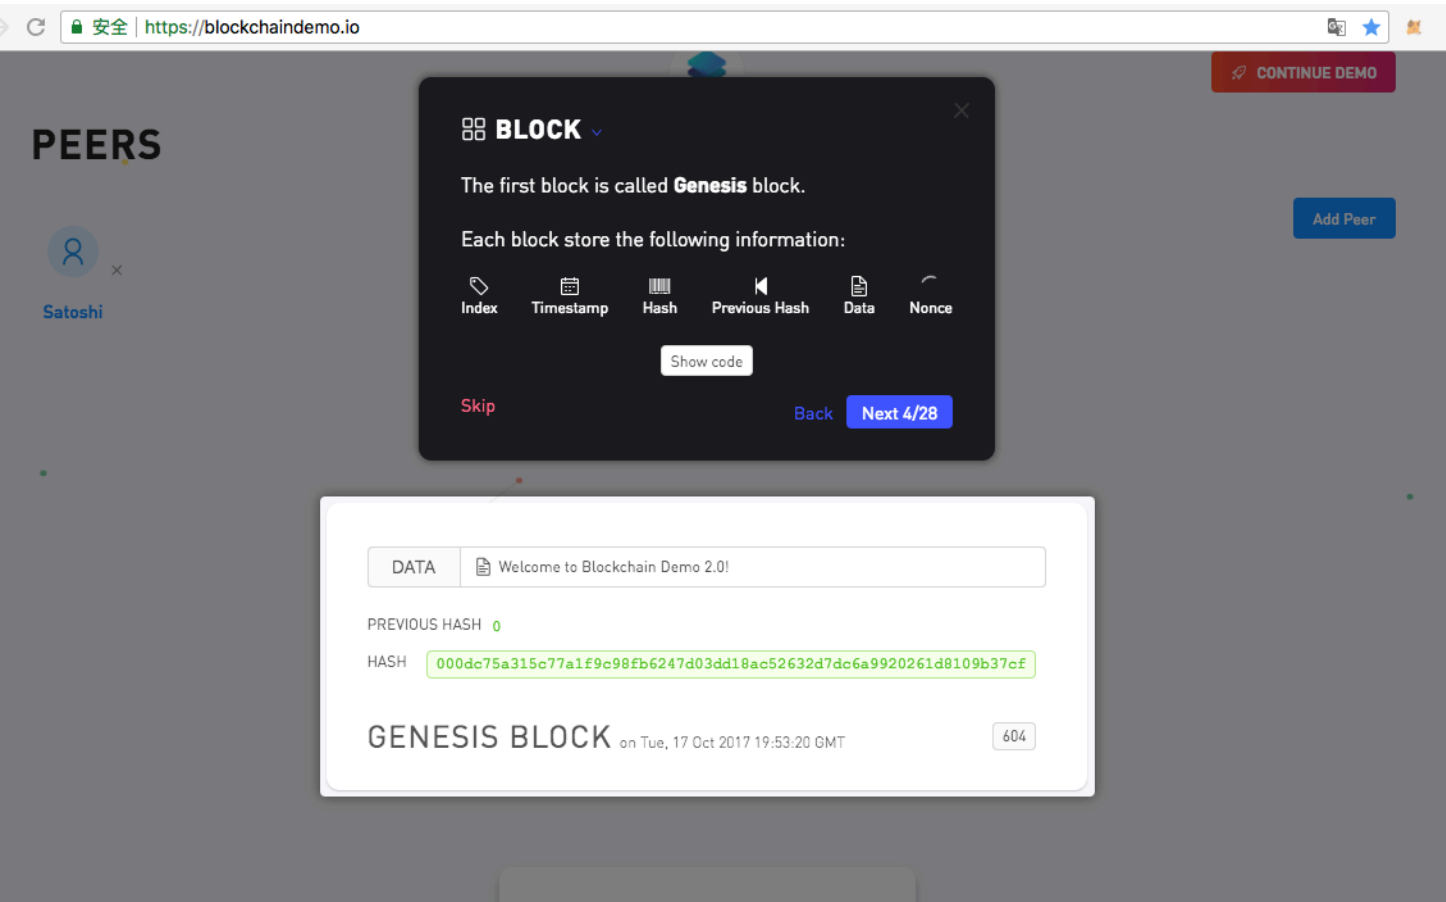 安全 https://blockchaindemo.io
CONTINUE DEMO
PEERS
BLOCK
The first block is called Genesis block.
Add Peer
Each block store the following information:
Index Timestamp Hash Previous Hash Data Nonce
Satoshi
Show code
Skip Back Next 4/28
DATA Welcome to Blockchain Demo 2.0!
PREVIOUS HASH 0
HASH 000dc75a315c77a1f9c98fb6247d03dd18ac52632d7dc6a9920261d8109b37cf
GENESIS BLOCK on Tue, 17 Oct 2017 19:53:20 GMT 604